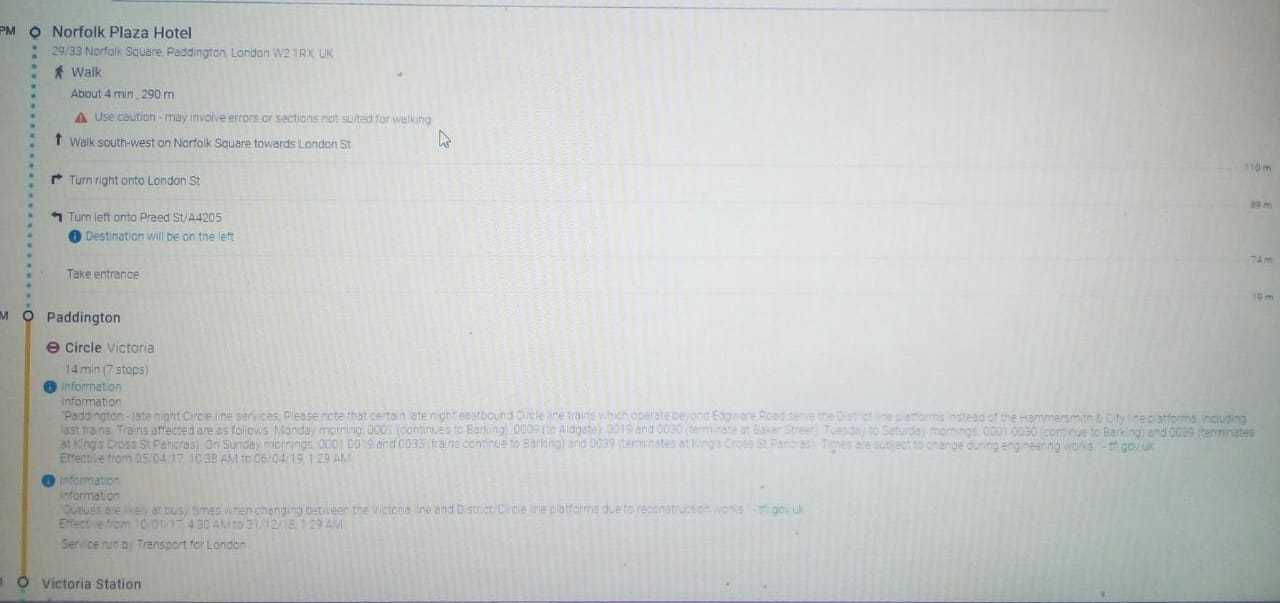 PM
Norfolk Plaza Hotel
29/33 Norfolk Square, Paddington, London W2 1RX, UK
Walk
About 4 min , 290 m
Use caution - may involve errors or sections not suited for walking
Walk south-west on Norfolk Square towards London St
110 m
Turn right onto London St
89 m
Turn left onto Praed St/A4205
Destination will be on the left
74 m
Take entrance
19 m
M
Paddington
Circle Victoria
14 min (7 stops)
Information
Information
"Paddington - late night Circle line services. Please note that certain late night eastbound Circle line trains which operate beyond Edgware Road serve the District line platforms instead of the Hammersmith & City line platforms, including
last trains. Trains affected are as follows. Monday morning: 0001 (continues to Barking), 0009 (to Aldgate), 0019 and 0030 (terminate at Baker Street). Tuesday to Saturday mornings: 0001 0030 (continue to Barking) and 0039 (terminates
at King's Cross St Pancras). On Sunday mornings: 0001 0019 and 0033 (trains continue to Barking) and 0039 (terminates at King's Cross St Pancras). Times are subject to change during engineering works." - tfl.gov.uk
Effective from 05/04/17, 10:38 AM to 06/04/19, 1:29 AM
Information
Information
"Queues are likely at busy times when changing between the Victoria line and District/Circle line platforms due to reconstruction works." - tfl.gov.uk
Effective from 10/01/17, 4:30 AM to 31/12/18, 1:29 AM
Service run by Transport for London
Victoria Station